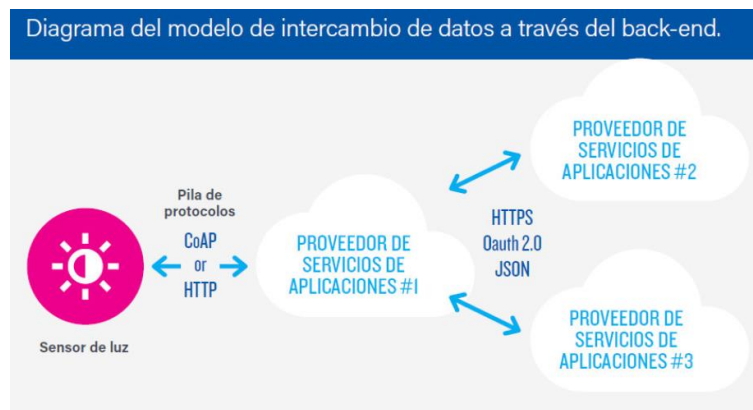 Diagrama del modelo de intercambio de datos a través del back-end.
Pila de
protocolos
CoAP
or
HTTP
Sensor de luz
PROVEEDOR DE
SERVICIOS DE
APLICACIONES #1
HTTPS
Oauth 2.0
JSON
PROVEEDOR DE
SERVICIOS DE
APLICACIONES #2
PROVEEDOR DE
SERVICIOS DE
APLICACIONES #3